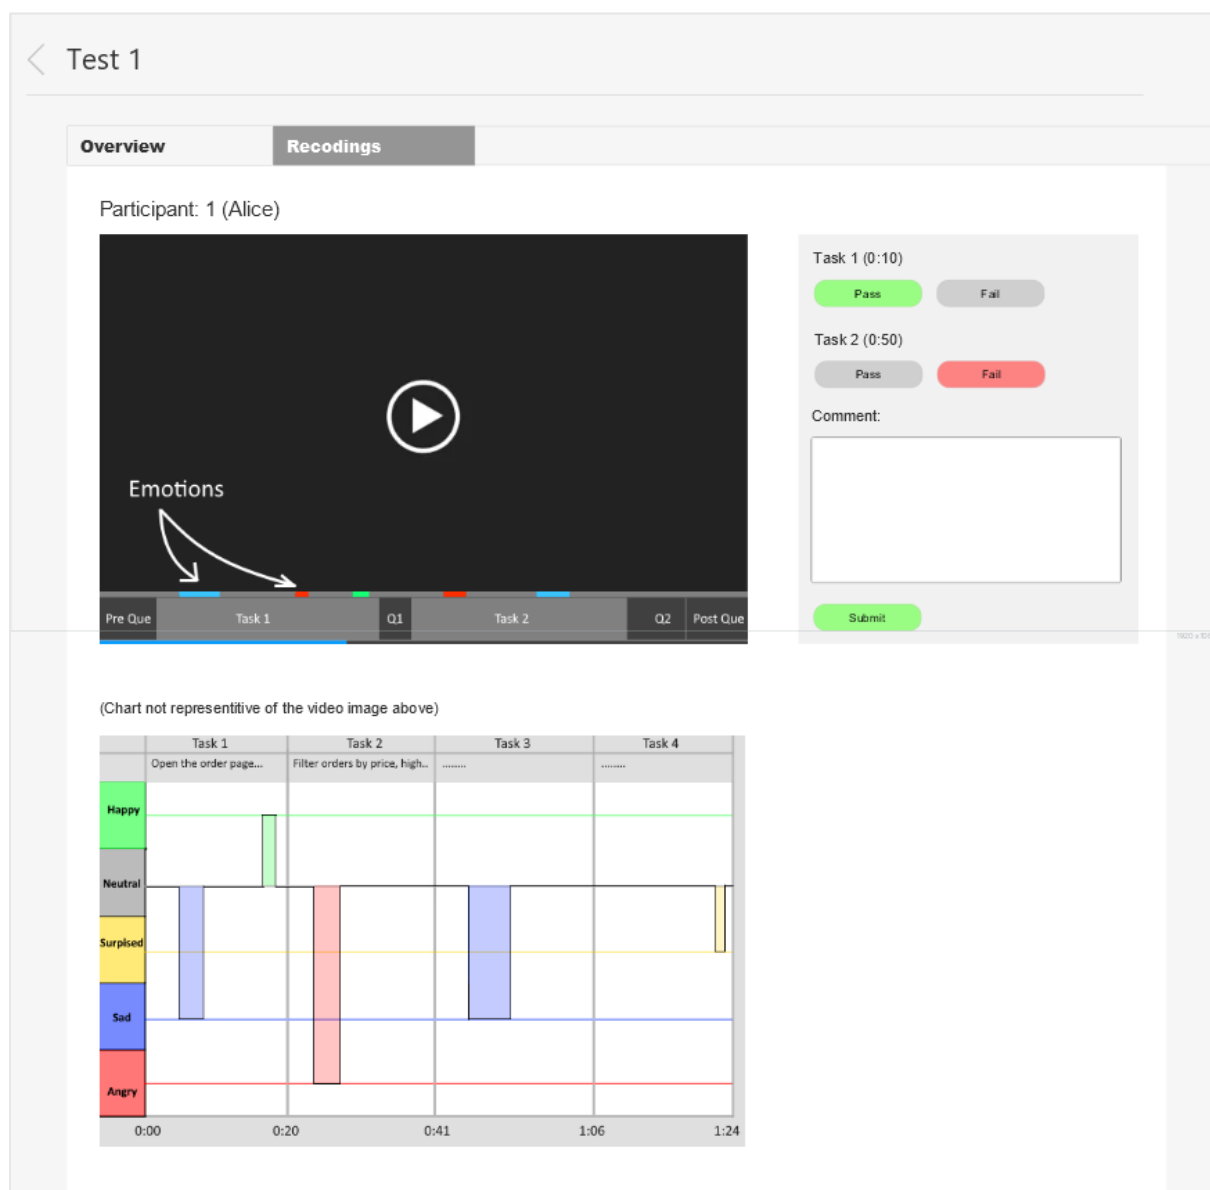 Test 1
Overview
Recodings
Participant: 1 (Alice)
Task 1 (0:10)
Pass
Fail
Task 2 (0:50)
Pass
Fail
Comment:
Emotions
Pre Que
Task 1
Q1
Task 2
Q2
Post Que
Submit
(Chart not representitive of the video image above)
Task 1
Task 2
Task 3
Task 4
Open the order page...
Filter orders by price, high..
........
........
Happy
Neutral
Surpised
Sad
Angry
0:00
0:20
0:41
1:06
1:24